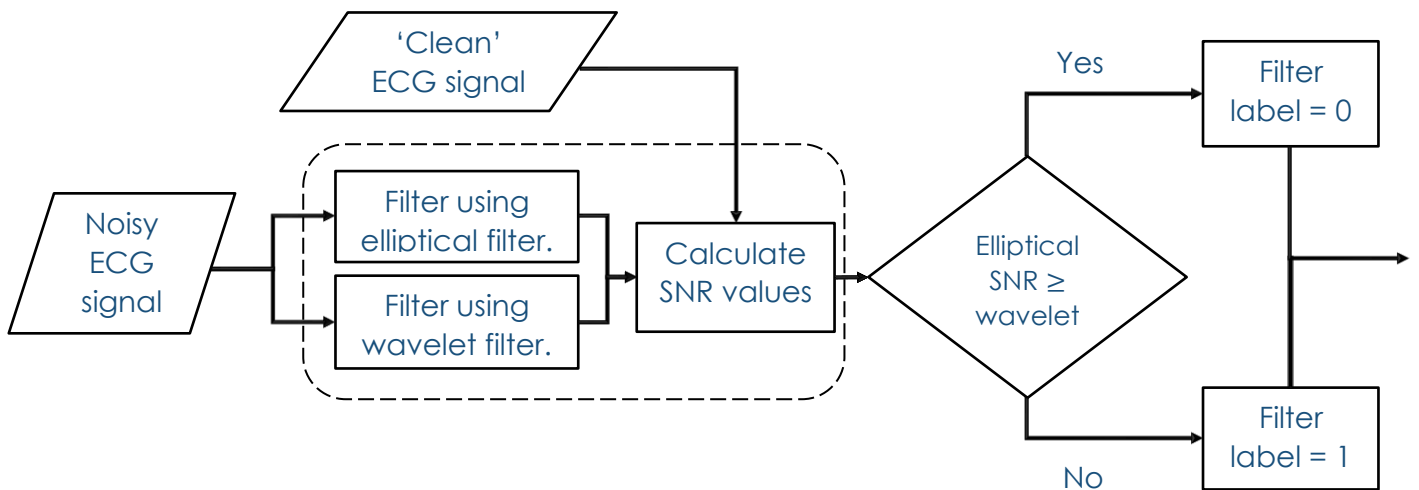 ‘Clean’
ECG signal
Noisy
ECG
signal
Filter using
elliptical filter.
Filter using
wavelet filter.
Calculate
SNR values
Elliptical
SNR ≥
wavelet
Yes
Filter
label = 0
No
Filter
label = 1